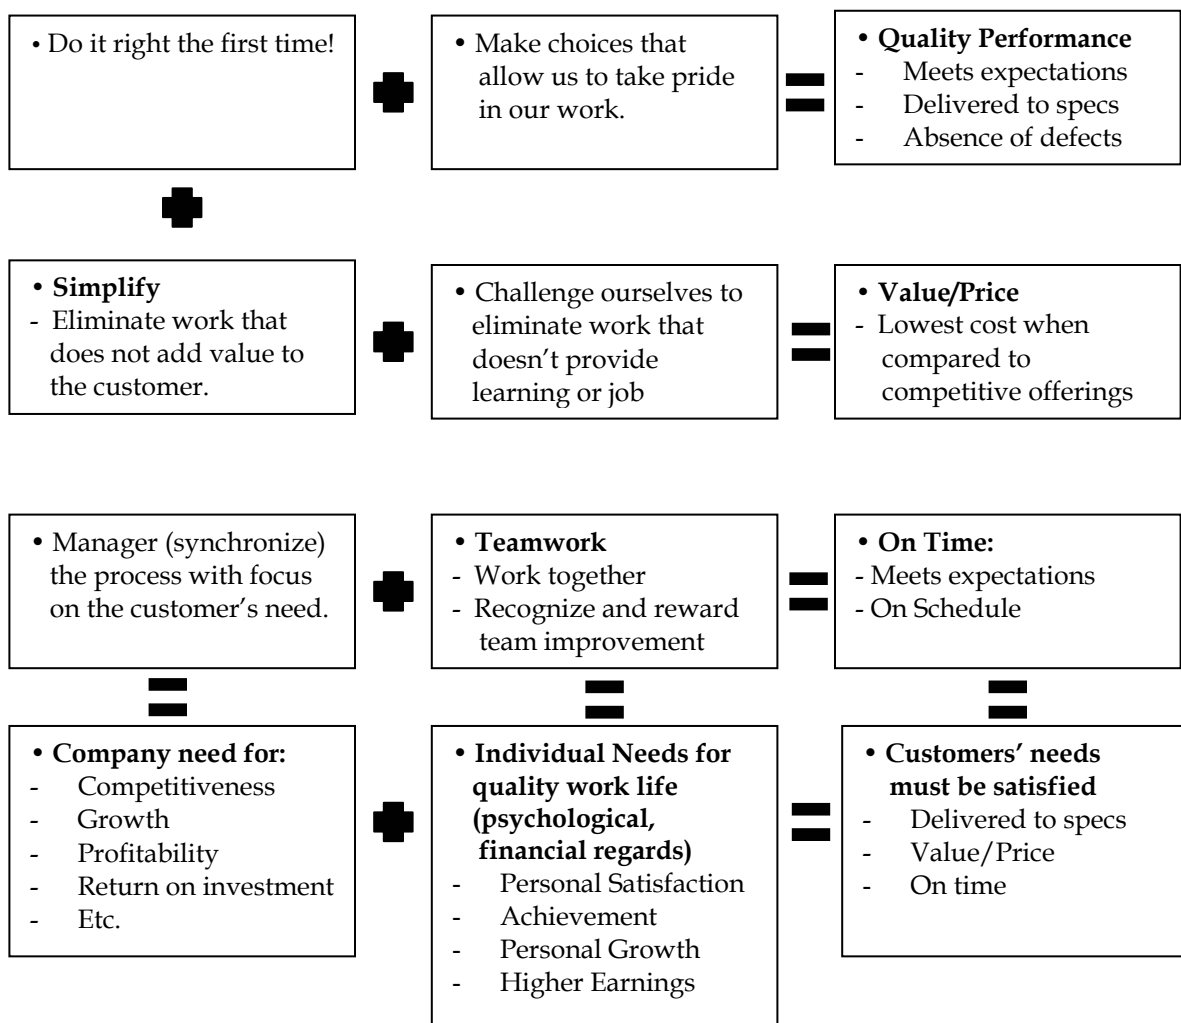 • Do it right the first time!
• Make choices that
allow us to take pride
in our work.
• Quality Performance
- Meets expectations
- Delivered to specs
- Absence of defects
• Simplify
- Eliminate work that
does not add value to
the customer.
• Challenge ourselves to
eliminate work that
doesn't provide
learning or job
• Value/Price
- Lowest cost when
compared to
competitive offerings
• Manager (synchronize)
the process with focus
on the customer's need.
• Teamwork
- Work together
- Recognize and reward
team improvement
• On Time:
- Meets expectations
- On Schedule
• Company need for:
- Competitiveness
- Growth
- Profitability
- Return on investment
- Etc.
• Individual Needs for
quality work life
(psychological,
financial regards)
- Personal Satisfaction
- Achievement
- Personal Growth
- Higher Earnings
• Customers' needs
must be satisfied
- Delivered to specs
- Value/Price
- On time